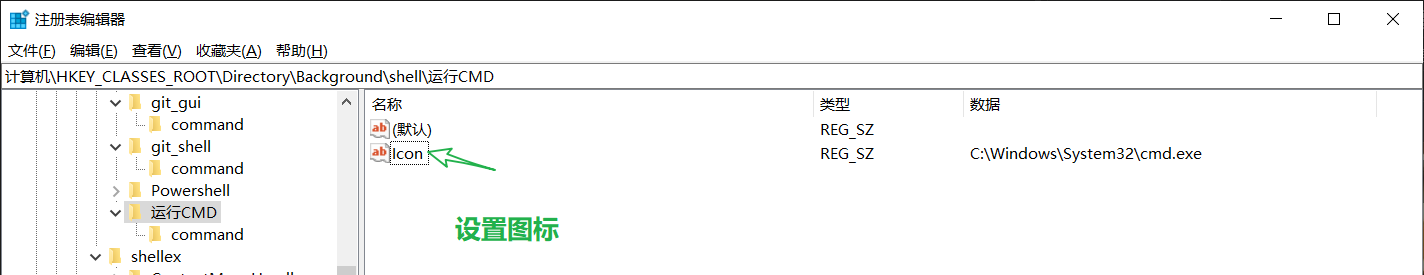 注册表编辑器
文件(F) 编辑(E) 查看(V) 收藏夹(A) 帮助(H)
计算机\HKEY_CLASSES_ROOT\Directory\Background\shell\运行CMD
git_gui
command
git_shell
command
Powershell
运行CMD
command
shellex
名称 类型 数据
ab (默认) REG_SZ
ab Icon REG_SZ C:\Windows\System32\cmd.exe
设置图标